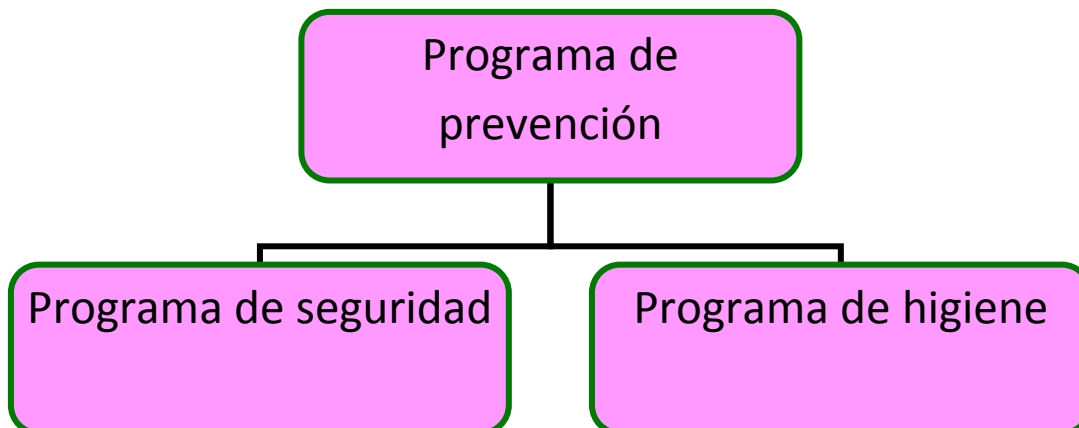 Programa de
prevención
Programa de seguridad
Programa de higiene